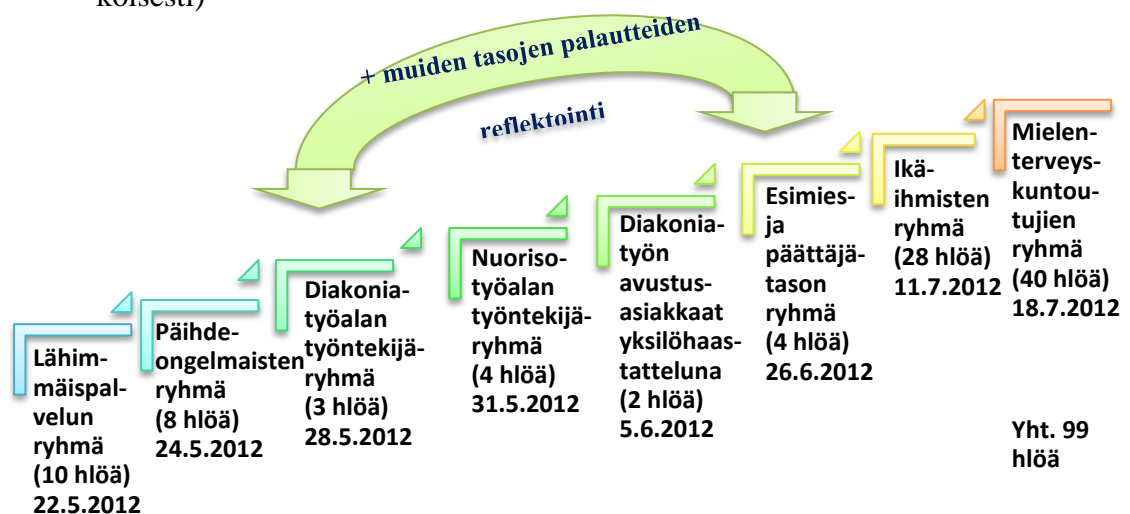 koisesti)
+ muiden tasojen palautteiden
reflektointi
Lähim-
mäispal-
velun
ryhmä
(10 hlöä)
22.5.2012
Päihde-
ongelmaisten
ryhmä
(8 hlöä)
24.5.2012
Diakonia-
työalan
työntekijä-
ryhmä
(3 hlöä)
28.5.2012
Nuoriso-
työalan
työntekijä-
ryhmä
(4 hlöä)
31.5.2012
Diakonia-
työn
avustus-
asiakkaat
yksilöhaas-
tatteluna
(2 hlöä)
5.6.2012
Esimies-
ja
päättäjä-
tason
ryhmä
(4 hlöä)
26.6.2012
Ikä-
ihmisten
ryhmä
(28 hlöä)
11.7.2012
Mielen-
terveys-
kuntou-
tujien
ryhmä
(40 hlöä)
18.7.2012
Yht. 99
hlöä